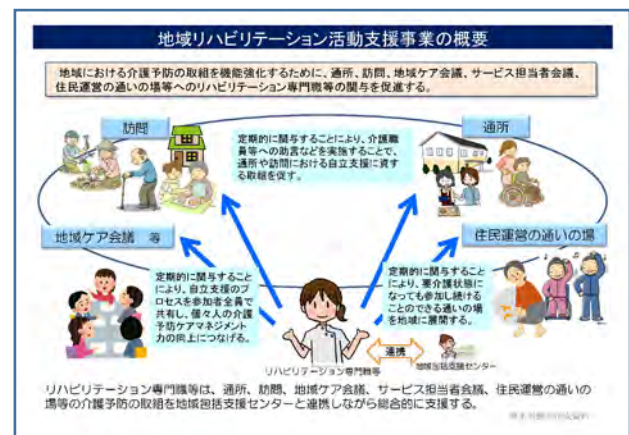 地域リハビリテーション活動支援事業の概要
地域における介護予防の取組を機能強化するために、通所、訪問、地域ケア会議、サービス担当者会議、
住民運営の通いの場等へのリハビリテーション専門職等の関与を促進する。
訪問
通所
定期的に関与することにより、介護職
員等への助言などを実施することで、
通所や訪問における自立支援に資す
る取組を促す。
地域ケア会議 等
住民運営の通いの場
定期的に関与すること
により、自立支援のプ
ロセスを参加者全員で
共有し、個々人の介護
予防ケアマネジメント
力の向上につなげる。
定期的に関与すること
により、要介護状態に
なっても参加し続ける
ことのできる通いの場
を地域に展開する。
連携
リハビリテーション専門職等
地域包括支援センター
リハビリテーション専門職等は、通所、訪問、地域ケア会議、サービス担当者会議、住民運営の通いの
場等の介護予防の取組を地域包括支援センターと連携しながら総合的に支援する。